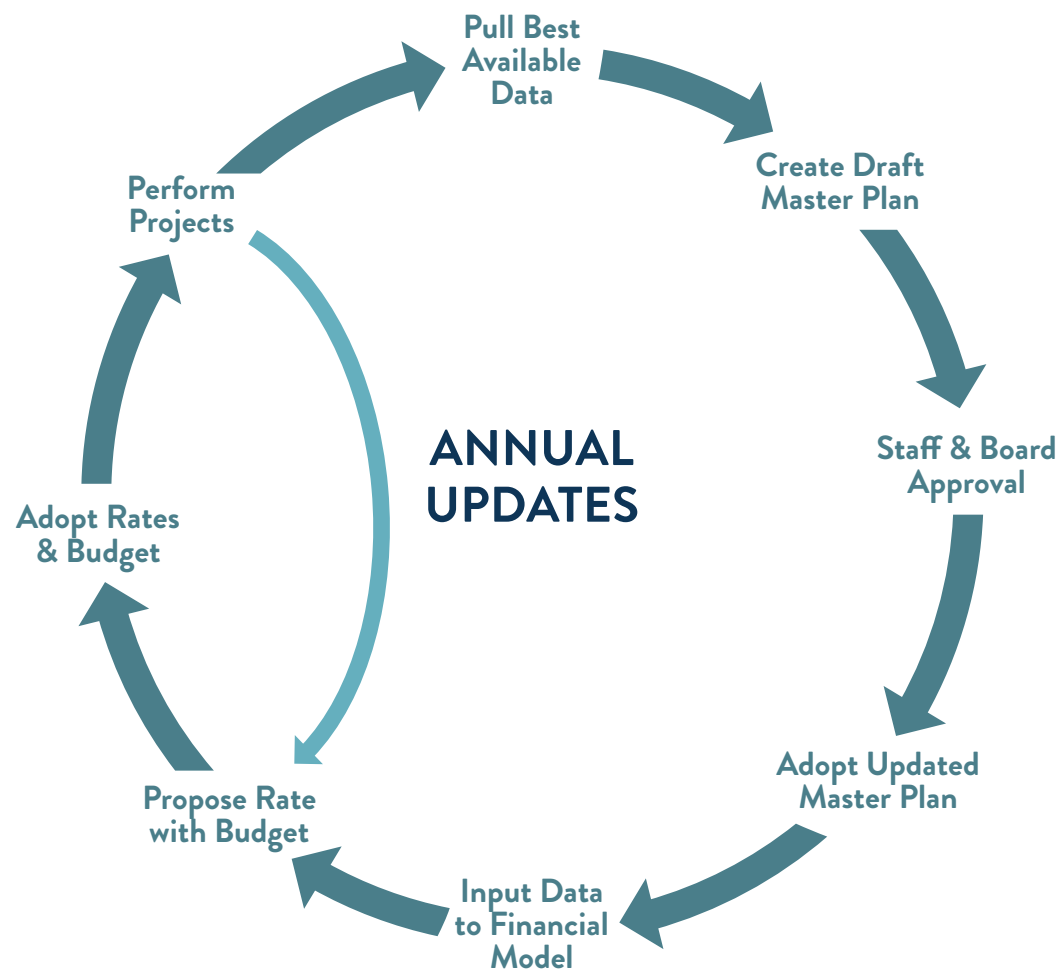 Pull Best
Available
Data
Create Draft
Master Plan
Staff & Board
Approval
Adopt Updated
Master Plan
Input Data
to Financial
Model
Propose Rate
with Budget
Adopt Rates
& Budget
Perform
Projects
ANNUAL
UPDATES